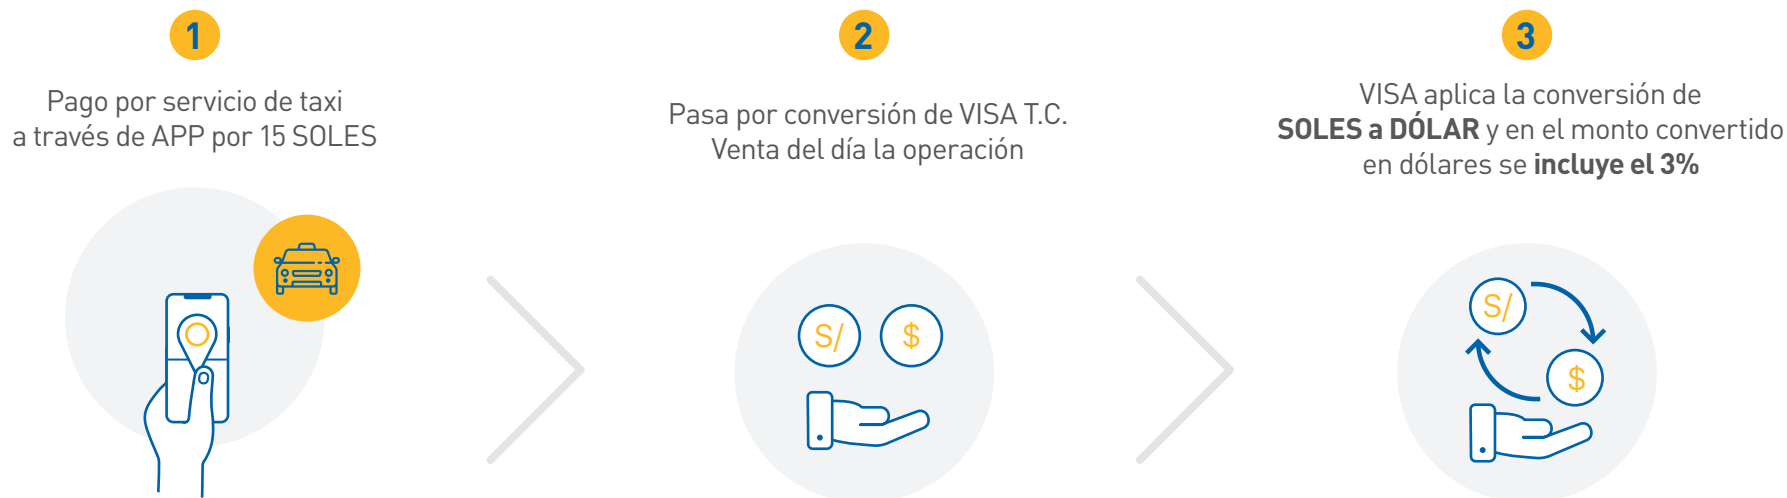 1
Pago por servicio de taxi
a través de APP por 15 SOLES
2
Pasa por conversión de VISA T.C.
Venta del día la operación
3
VISA aplica la conversión de
SOLES a DÓLAR y en el monto convertido
en dólares se incluye el 3%
S/ $
S/
$